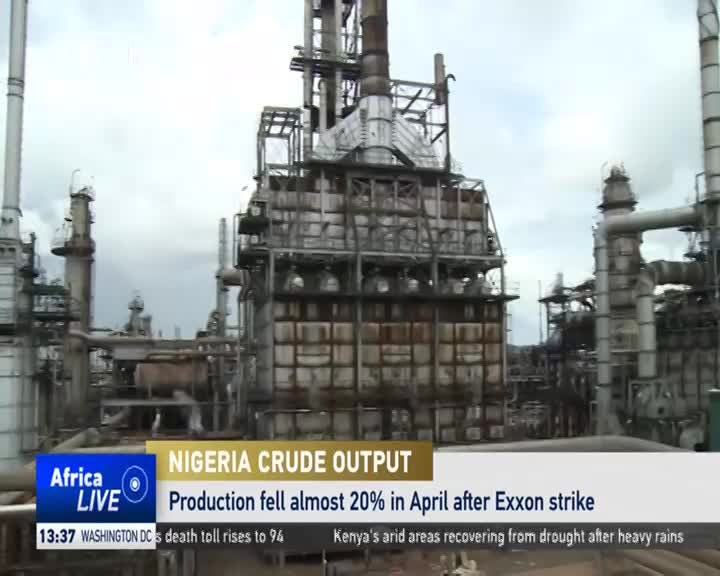 NIGERIA CRUDE OUTPUT
Africa
LIVE
Production fell almost 20% in April after Exxon strike
13:37 WASHINGTON DC
s death toll rises to 94
Kenya's arid areas recovering from drought after heavy rains